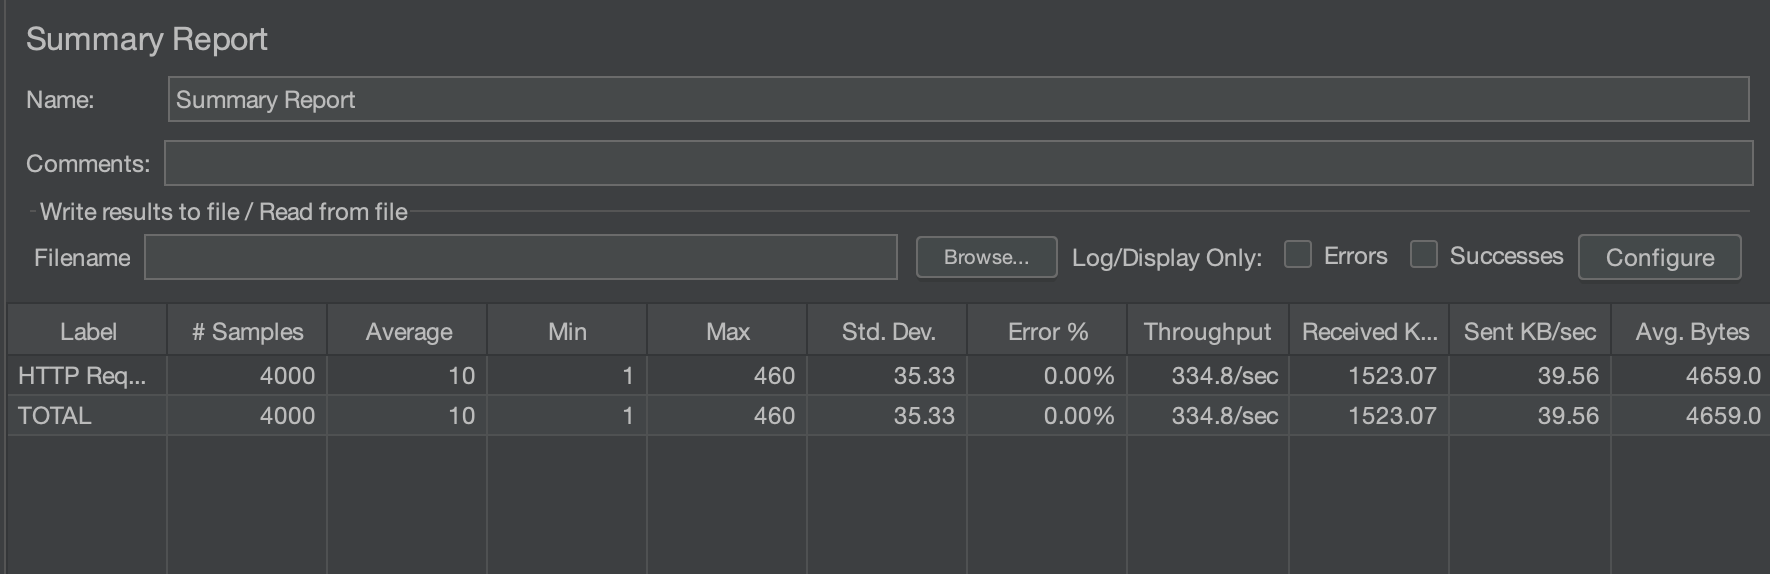 Summary Report
Name: Summary Report
Comments:
Write results to file / Read from file
Filename Browse... Log/Display Only: Errors Successes Configure
Label # Samples Average Min Max Std. Dev. Error % Throughput Received K... Sent KB/sec Avg. Bytes
HTTP Req... 4000 10 1 460 35.33 0.00% 334.8/sec 1523.07 39.56 4659.0
TOTAL 4000 10 1 460 35.33 0.00% 334.8/sec 1523.07 39.56 4659.0